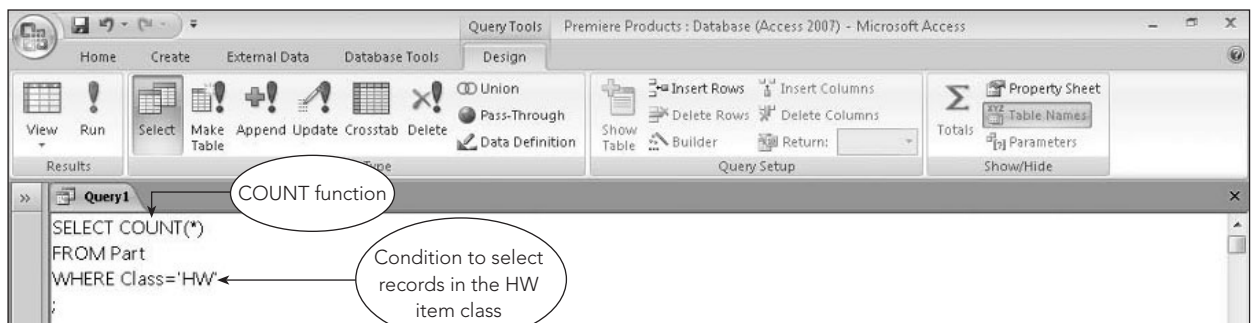 Query Tools
Premiere Products : Database (Access 2007) - Microsoft Access
Home Create External Data Database Tools Design
View
Run
Results
Select
Make Table
Append
Update
Crosstab
Delete
Union
Pass-Through
Data Definition
Type
Show Table
Insert Rows
Delete Rows
Builder
Insert Columns
Delete Columns
Return:
Query Setup
Totals
Property Sheet
Table Names
Parameters
Show/Hide
Query1
COUNT function
SELECT COUNT(*)
FROM Part
WHERE Class='HW'
;
Condition to select
records in the HW
item class